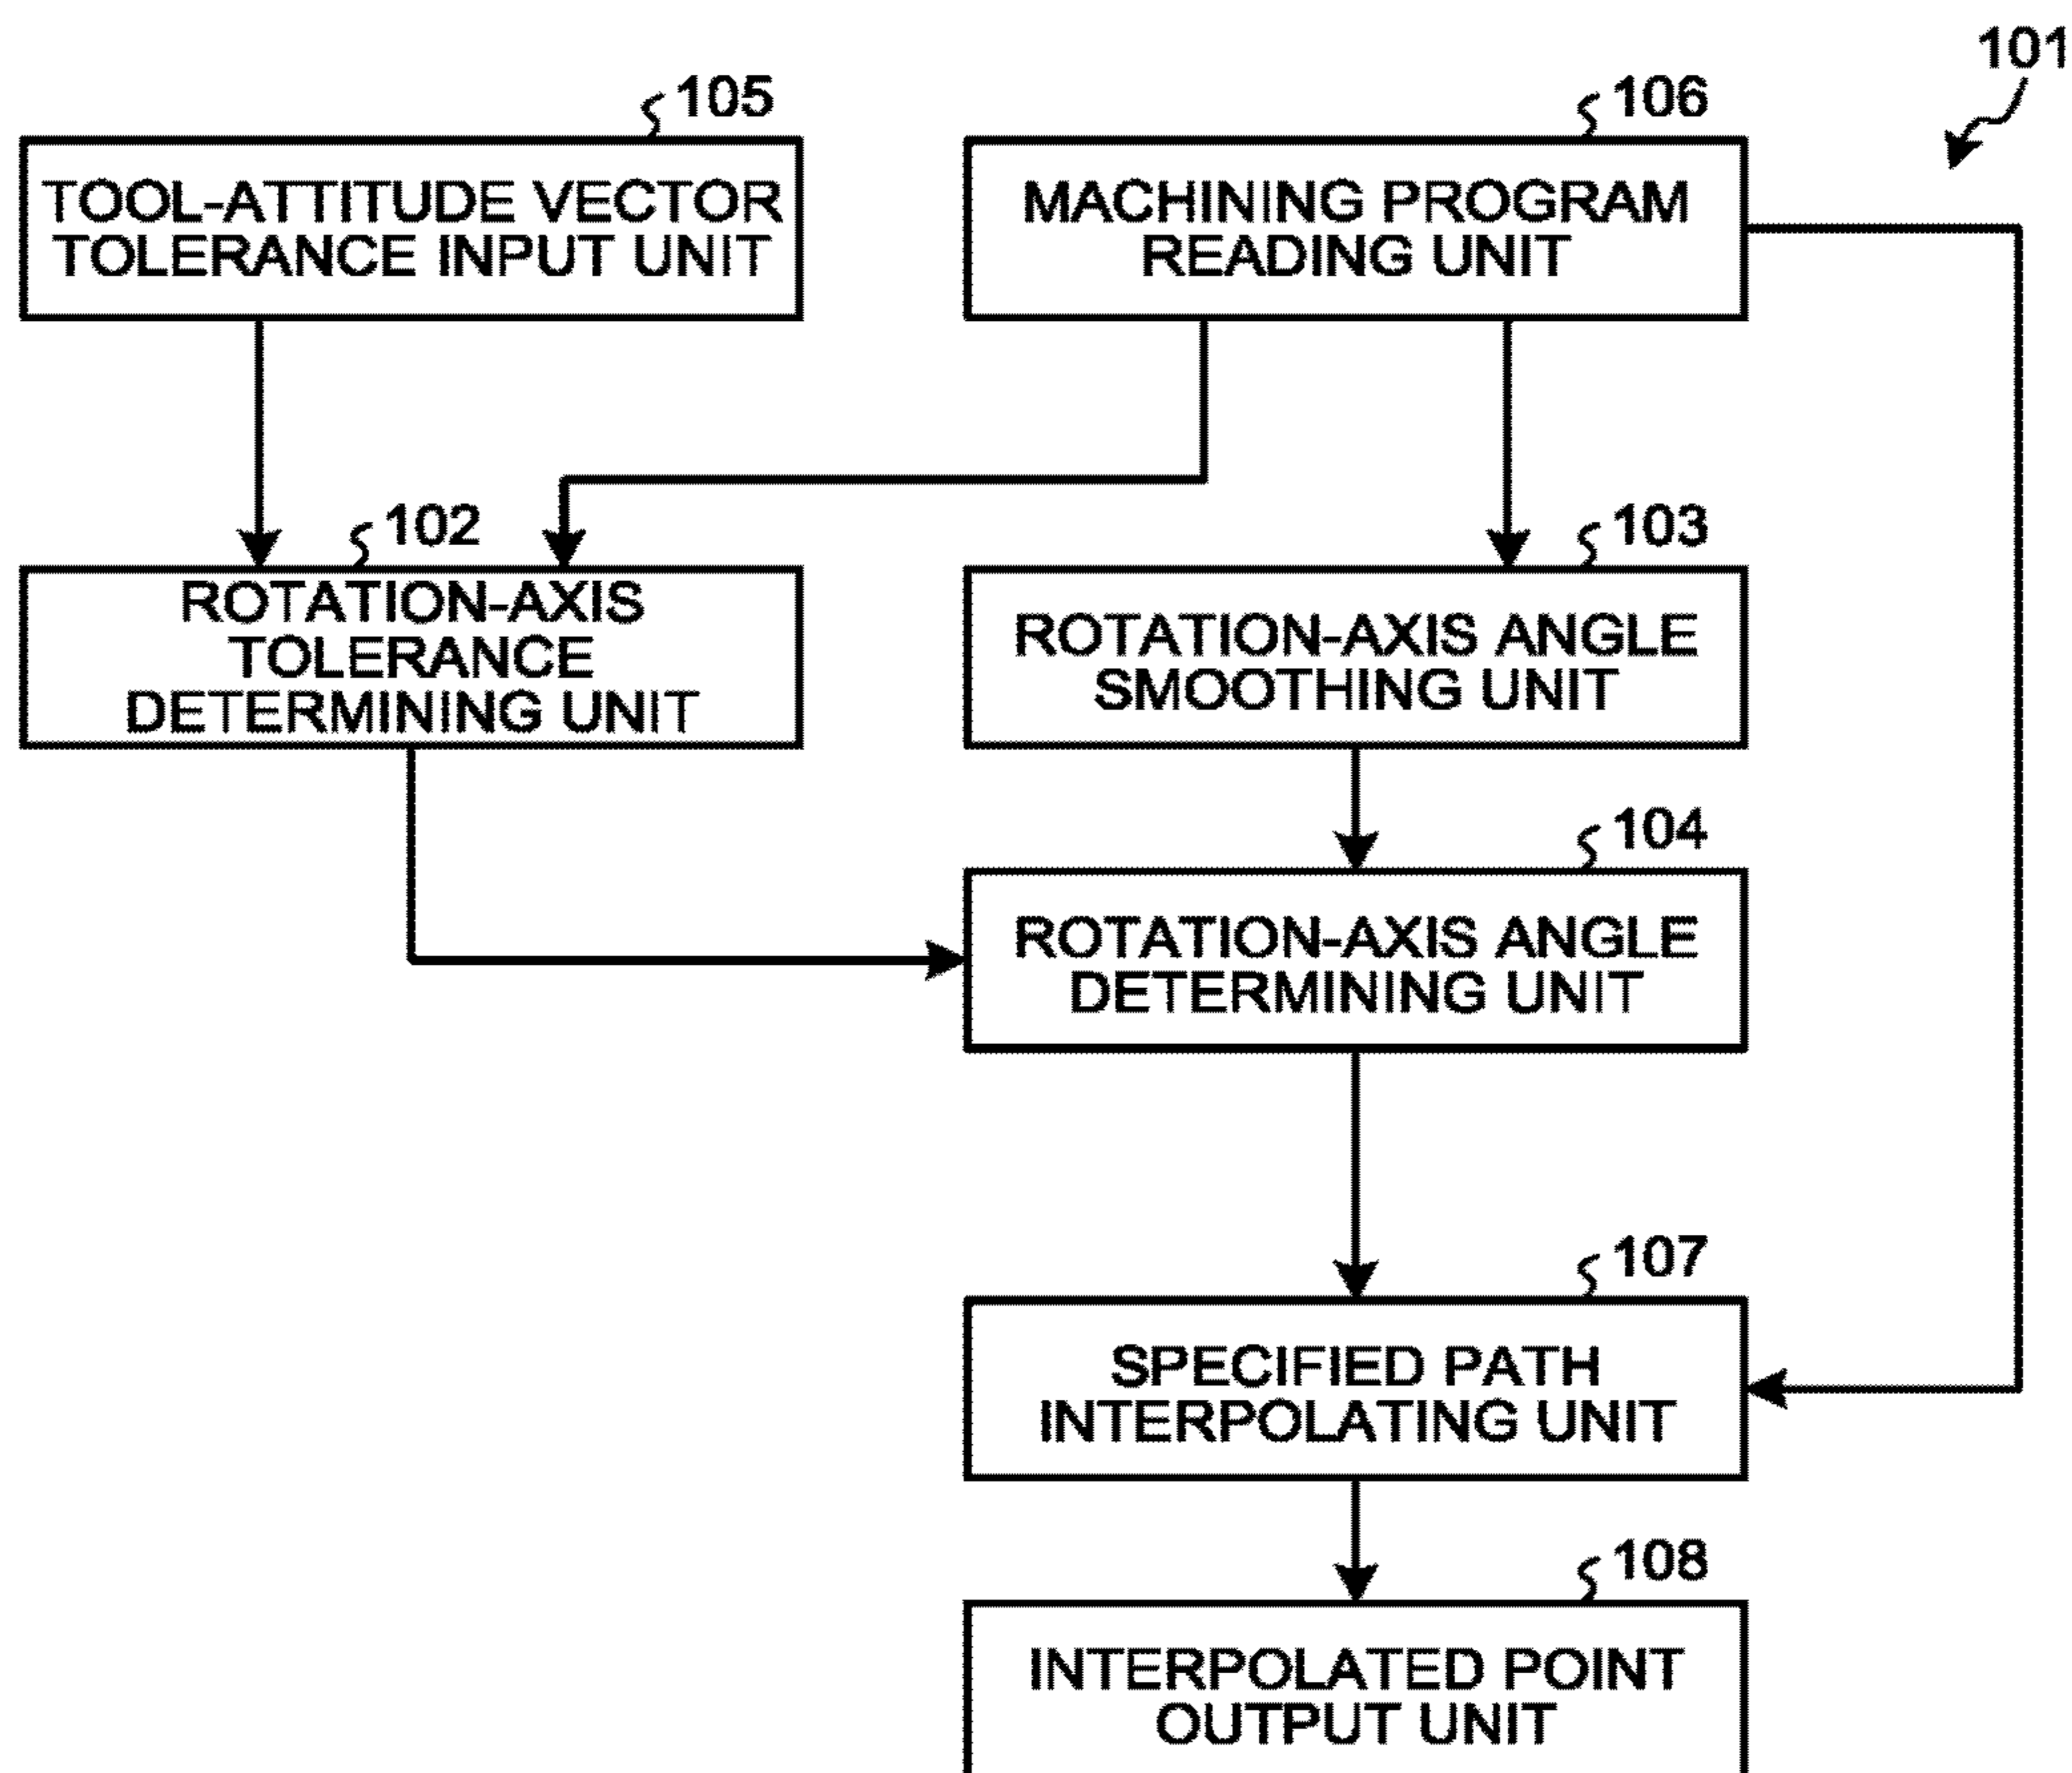 101
105
TOOL-ATTITUDE VECTOR
TOLERANCE INPUT UNIT
106
MACHINING PROGRAM
READING UNIT
102
ROTATION-AXIS
TOLERANCE
DETERMINING UNIT
103
ROTATION-AXIS ANGLE
SMOOTHING UNIT
104
ROTATION-AXIS ANGLE
DETERMINING UNIT
107
SPECIFIED PATH
INTERPOLATING UNIT
108
INTERPOLATED POINT
OUTPUT UNIT